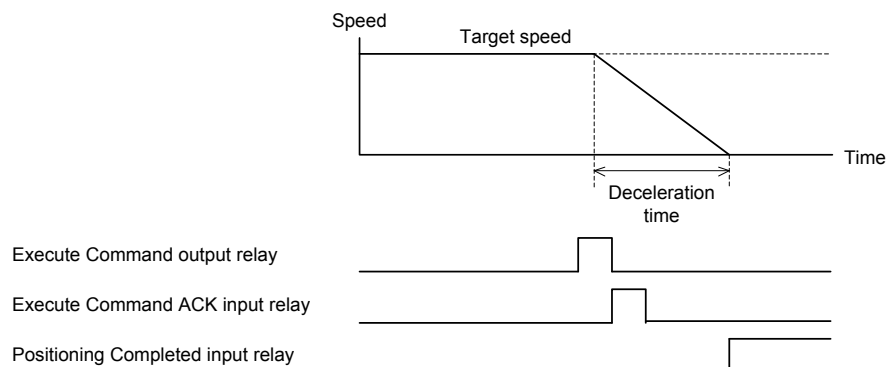 Speed
Target speed
Time
Deceleration
time
Execute Command output relay
Execute Command ACK input relay
Positioning Completed input relay